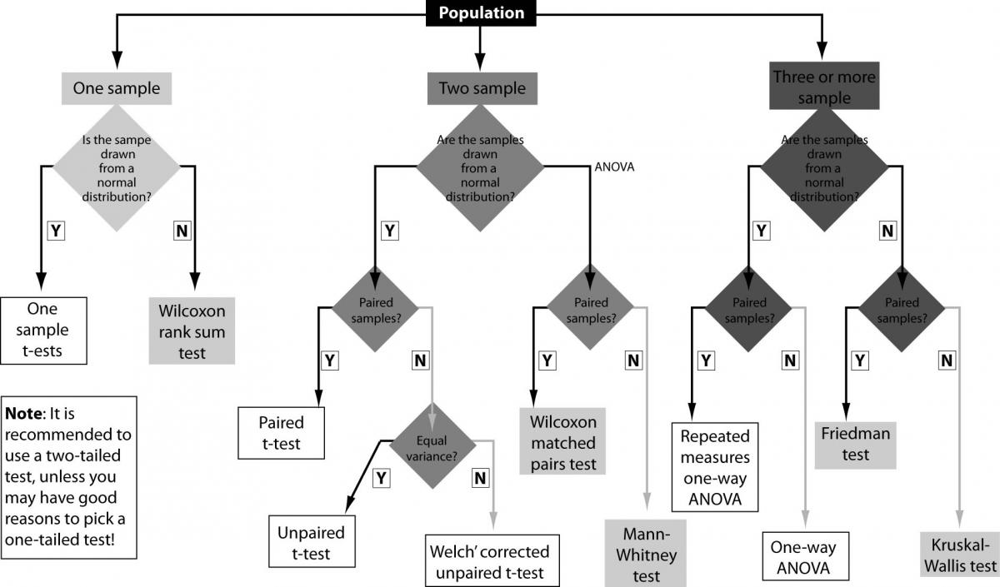 Population
One sample
Two sample
Three or more
sample
Is the sampe
drawn
from a
normal
distribution?
Are the samples
drawn
from a
normal
distribution?
ANOVA
Are the samples
drawn
from a
normal
distribution?
Y
N
Y
Y
N
One
sample
t-ests
Wilcoxon
rank sum
test
Paired
samples?
Paired
samples?
Paired
samples?
Paired
samples?
Y
N
Y
N
Y
N
Y
N
Note: It is
recommended to
use a two-tailed
test, unless you
may have good
reasons to pick a
one-tailed test!
Paired
t-test
Equal
variance?
Y
N
Wilcoxon
matched
pairs test
Repeated
measures
one-way
ANOVA
Friedman
test
Unpaired
t-test
Welch’ corrected
unpaired t-test
Mann-
Whitney
test
One-way
ANOVA
Kruskal-
Wallis test